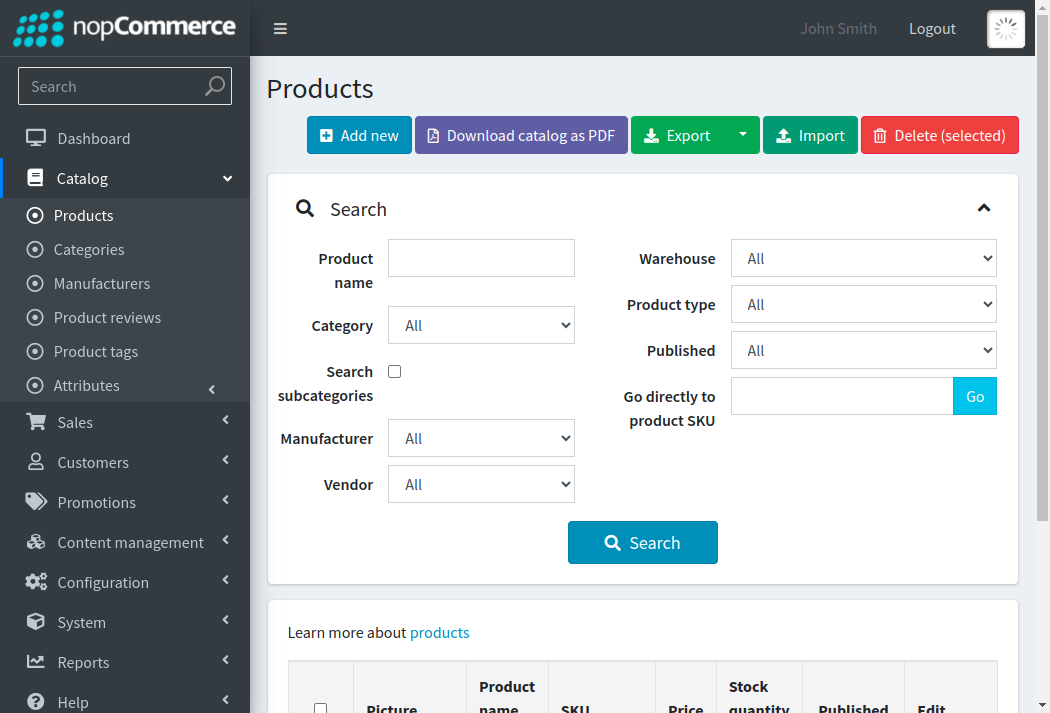 nopCommerce
John Smith
Logout
Search
Dashboard
Catalog
Products
Categories
Manufacturers
Product reviews
Product tags
Attributes
Sales
Customers
Promotions
Content management
Configuration
System
Reports
Help
Products
Add new
Download catalog as PDF
Export
Import
Delete (selected)
Search
Product
name
Category
All
Search
subcategories
Manufacturer
All
Vendor
All
Warehouse
All
Product type
All
Published
All
Go directly to
product SKU
Go
Search
Learn more about products
Picture
Product
name
SKU
Price
Stock
quantity
Published
Edit